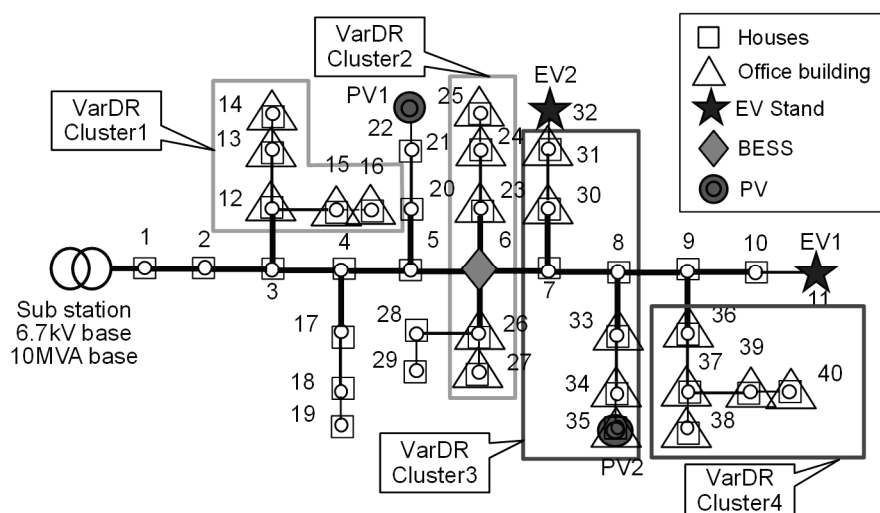 VarDR
Cluster2
EV2
Houses
Office building
EV Stand
BESS
PV
VarDR
Cluster1
PV1
14
25
32
22
13
21
24
31
15
16
12
20
23
30
1
2
4
5
6
8
9
10
EV1
3
7
11
Sub station
6.7kV base
10MVA base
17
28
26
33
36
29
27
37
39
40
18
34
19
35
38
VarDR
Cluster3
PV2
VarDR
Cluster4